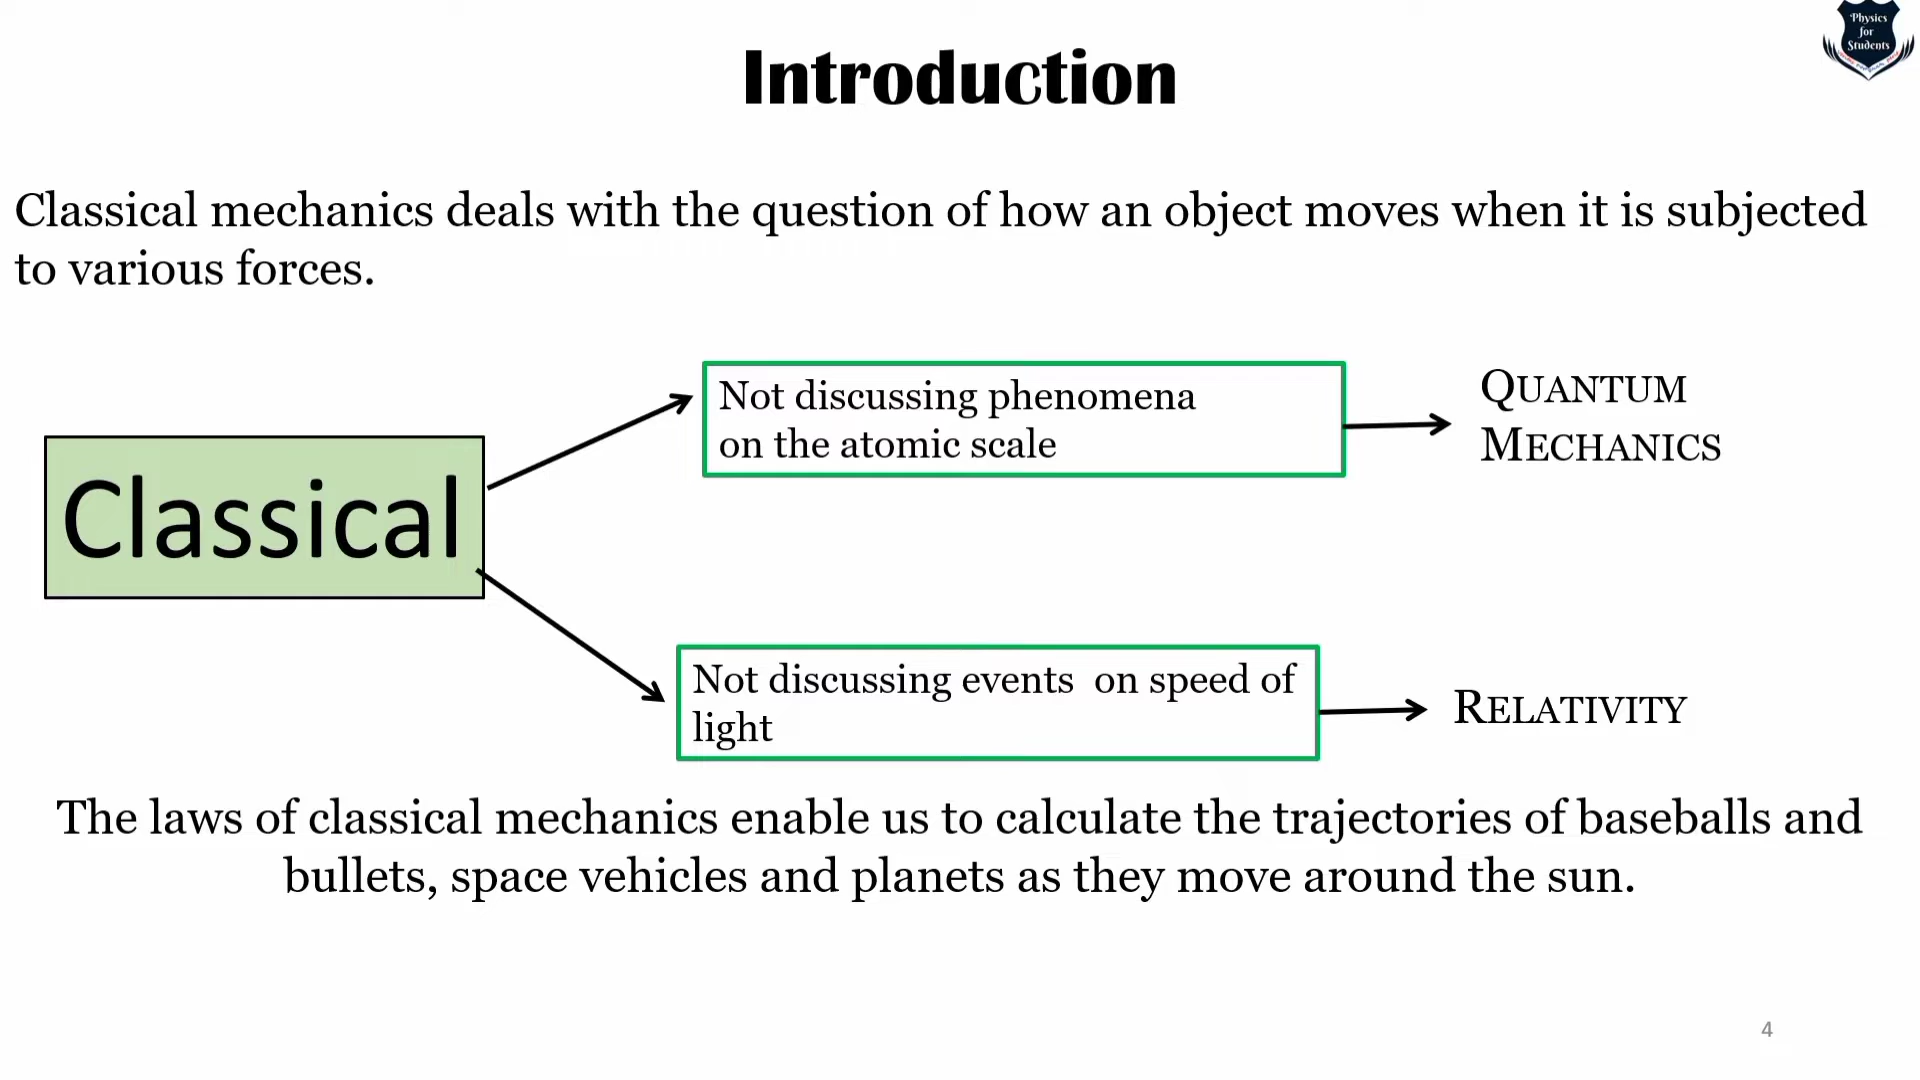 Physics
for
Students
Introduction
Classical mechanics deals with the question of how an object moves when it is subjected
to various forces.
Not discussing phenomena
on the atomic scale
QUANTUM
MECHANICS
Classical
Not discussing events  on speed of
light
RELATIVITY
The laws of classical mechanics enable us to calculate the trajectories of baseballs and
bullets, space vehicles and planets as they move around the sun.
4